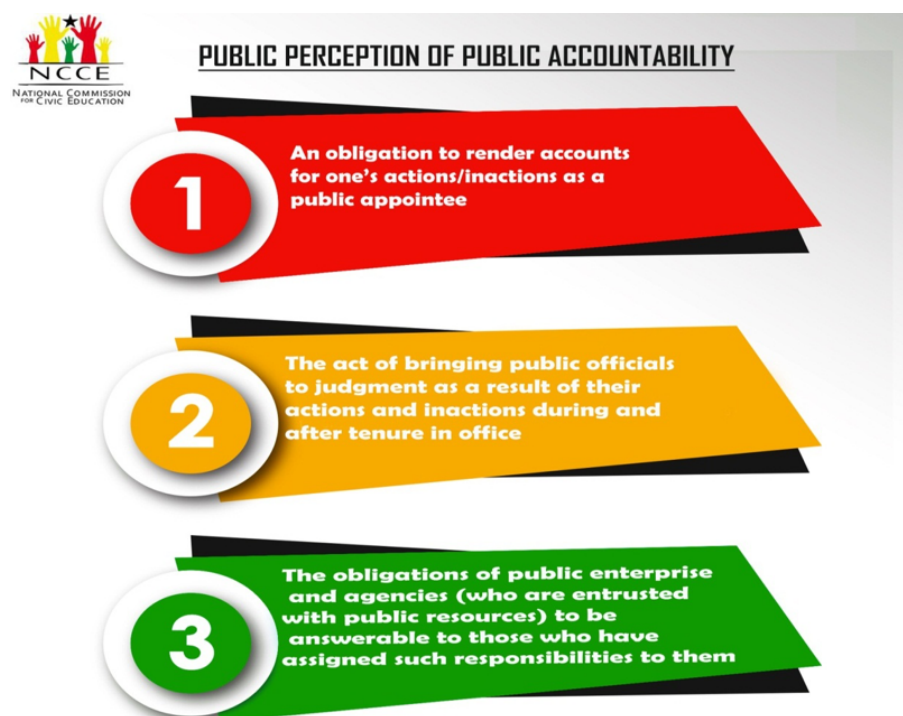 NCCE
NATIONAL COMMISSION
FOR CIVIC EDUCATION
PUBLIC PERCEPTION OF PUBLIC ACCOUNTABILITY
1
An obligation to render accounts
for one's actions/inactions as a
public appointee
2
The act of bringing public officials
to judgment as a result of their
actions and inactions during and
after tenure in office
3
The obligations of public enterprise
and agencies (who are entrusted
with public resources) to be
answerable to those who have
assigned such responsibilities to them